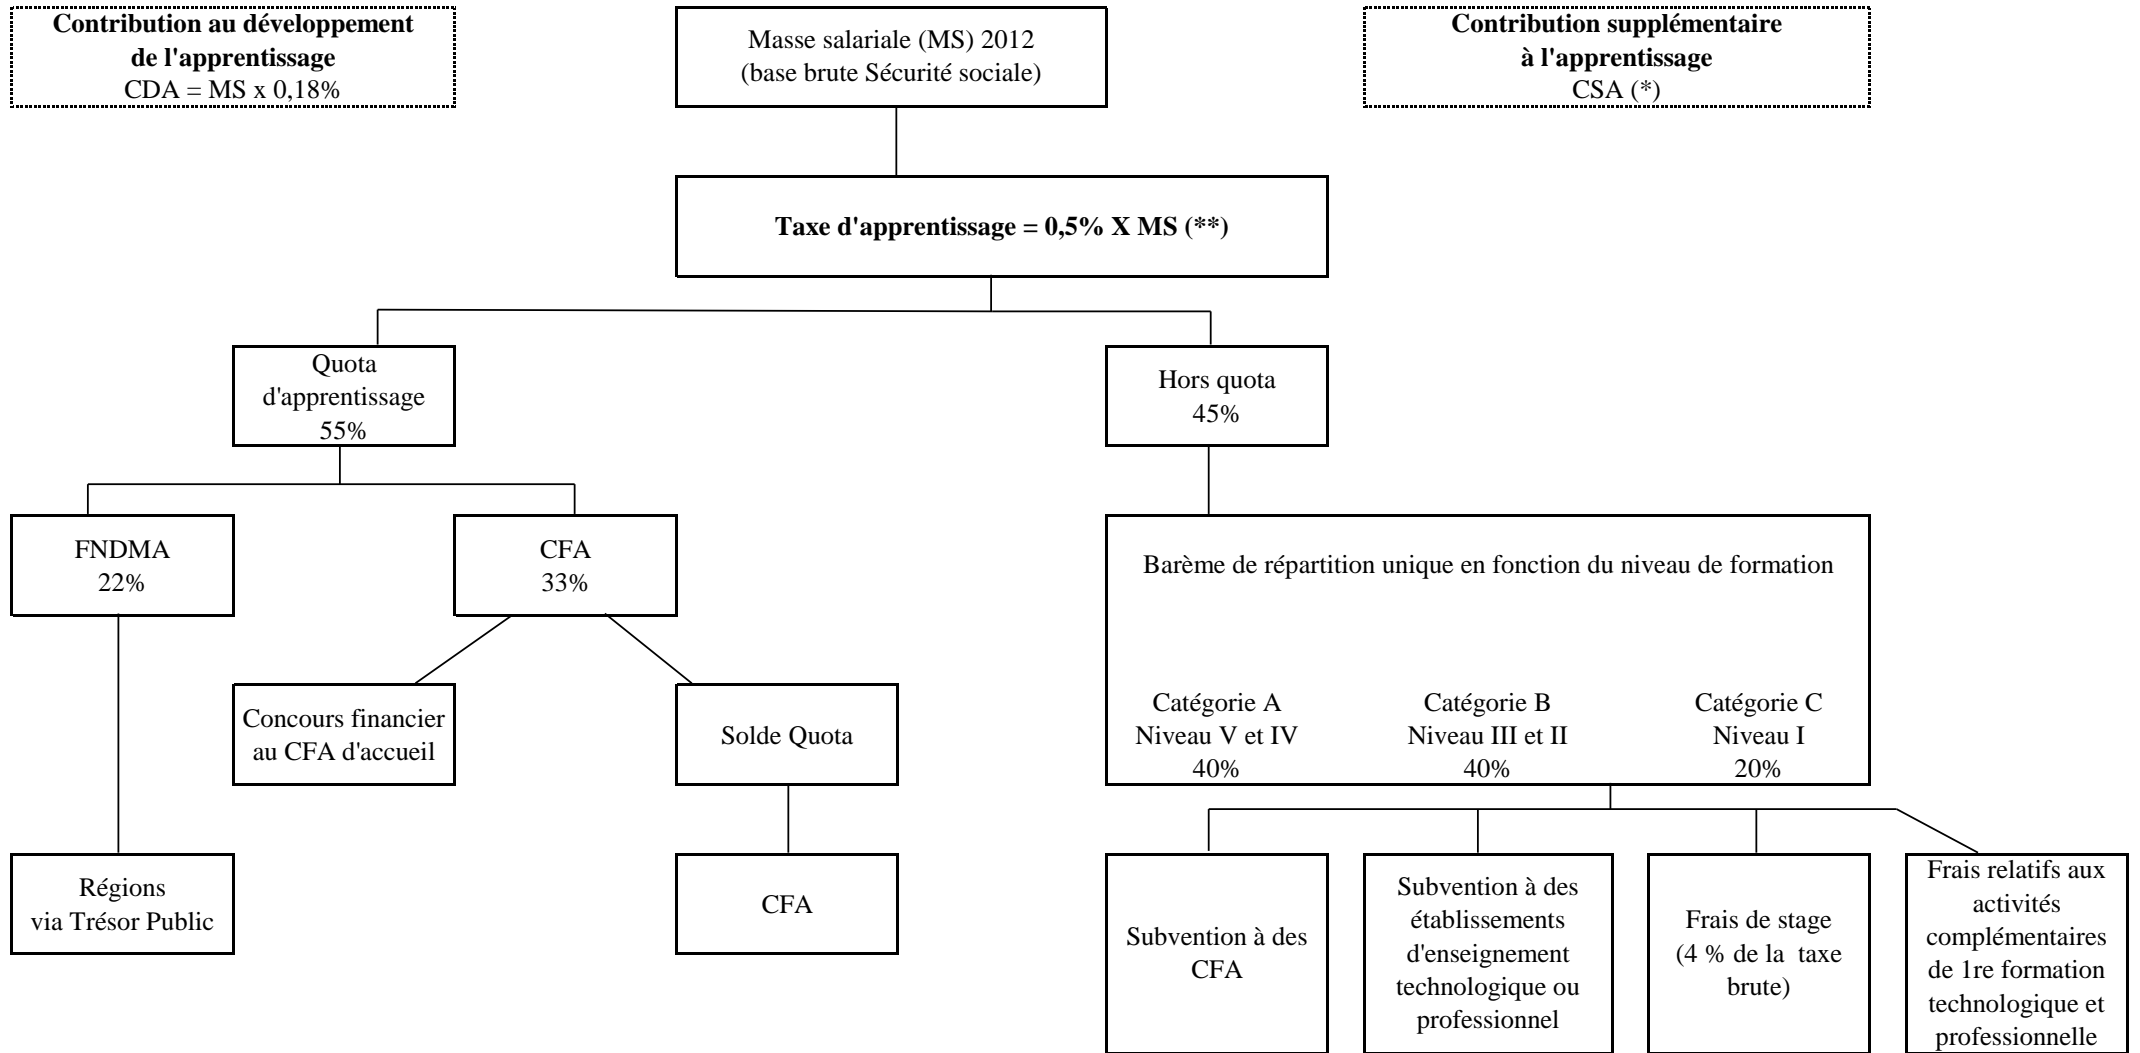 Contribution au développement
de l'apprentissage
CDA = MS x 0,18%
Masse salariale (MS) 2012
(base brute Sécurité sociale)
Contribution supplémentaire
à l'apprentissage
CSA (*)
Taxe d'apprentissage = 0,5% X MS (**)
Quota
d'apprentissage
55%
Hors quota
45%
FNDMA
22%
CFA
33%
Barème de répartition unique en fonction du niveau de formation
Catégorie A
Niveau V et IV
40%
Catégorie B
Niveau III et II
40%
Catégorie C
Niveau I
20%
Concours financier
au CFA d'accueil
Solde Quota
Régions
via Trésor Public
CFA
Subvention à des
CFA
Subvention à des
établissements
d'enseignement
technologique ou
professionnel
Frais de stage
(4 % de la  taxe
brute)
Frais relatifs aux
activités
complémentaires
de 1re formation
technologique et
professionnelle